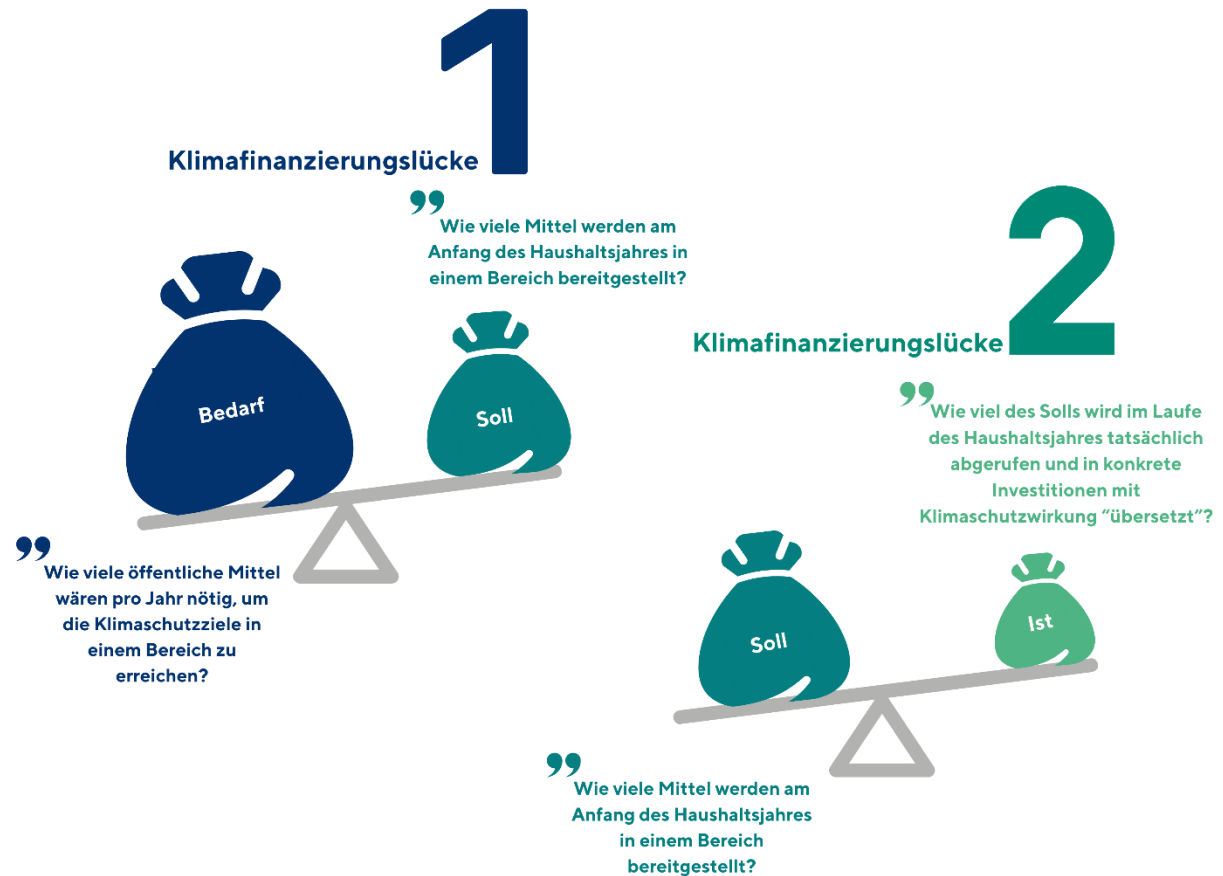 1
Klimafinanzierungslücke
”
Wie viele Mittel werden am
Anfang des Haushaltsjahres in
einem Bereich bereitgestellt?
Bedarf
Soll
”
Wie viele öffentliche Mittel
wären pro Jahr nötig, um
die Klimaschutzziele in
einem Bereich zu
erreichen?
2
Klimafinanzierungslücke
”
Wie viel des Solls wird im Laufe
des Haushaltsjahres tatsächlich
abgerufen und in konkrete
Investitionen mit
Klimaschutzwirkung “übersetzt”?
Soll
Ist
”
Wie viele Mittel werden am
Anfang des Haushaltsjahres
in einem Bereich
bereitgestellt?